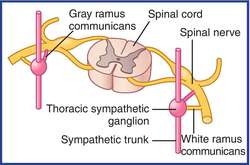 Gray ramus
communicans
Spinal cord
Spinal nerve
Thoracic sympathetic
ganglion
Sympathetic trunk
White ramus
communicans